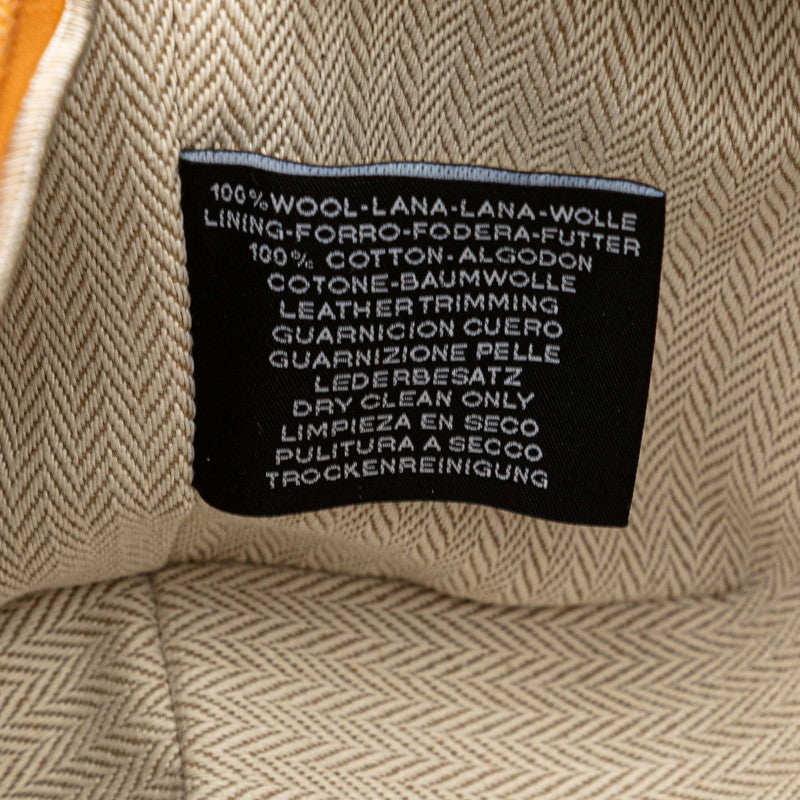 100%WOOL-LANA-LANA-WOLLE
LINING-FORRO-FODERA-FUTTER
100% COTTON-ALGODON
COTONE-BAUMWOLLE
LEATHER TRIMMING
GUARNICION CUERO
GUARNIZIONE PELLE
LEDERBESATZ
DRY CLEAN ONLY
LIMPIEZA EN SECO
PULITURA A SECCO
TROCKENREINIGUNG